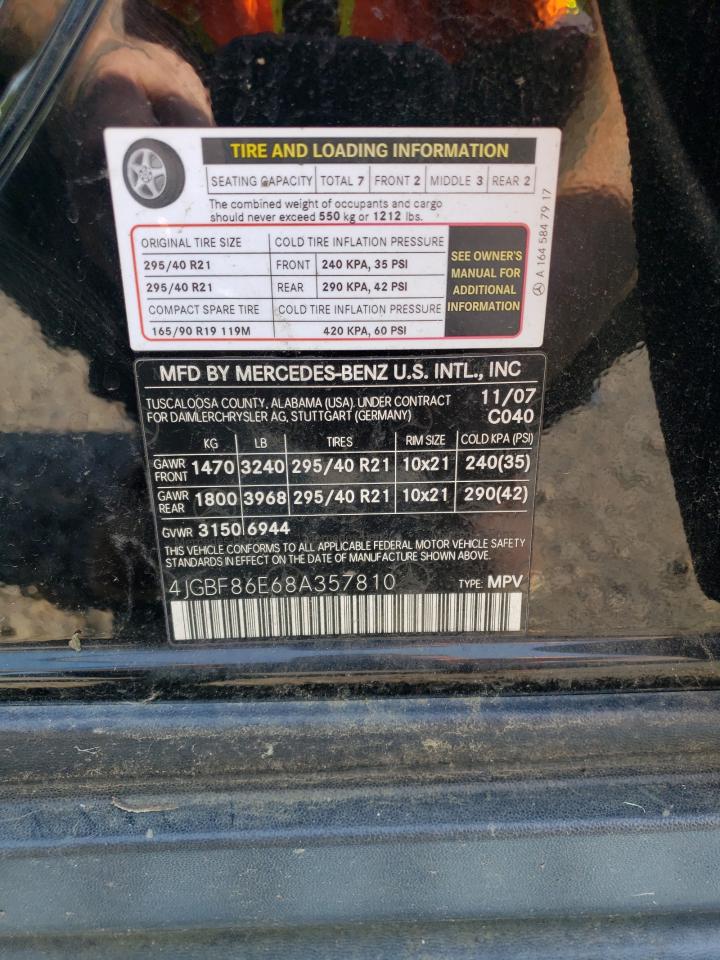 TIRE AND LOADING INFORMATION
SEATING CAPACITY TOTAL 7 FRONT 2 MIDDLE 3 REAR 2
The combined weight of occupants and cargo
should never exceed 550 kg or 1212 lbs.
ORIGINAL TIRE SIZE COLD TIRE INFLATION PRESSURE
295/40 R21 FRONT 240 KPA, 35 PSI
295/40 R21 REAR 290 KPA, 42 PSI
COMPACT SPARE TIRE COLD TIRE INFLATION PRESSURE
165/90 R19 119M 420 KPA, 60 PSI
SEE OWNER'S
MANUAL FOR
ADDITIONAL
INFORMATION
A 164 584 79 17
MFD BY MERCEDES-BENZ U.S. INTL., INC
TUSCALOOSA COUNTY, ALABAMA (USA). UNDER CONTRACT 11/07
FOR DAIMLERCHRYSLER AG, STUTTGART (GERMANY) C040
KG LB TIRES RIM SIZE COLD KPA (PSI)
GAWR FRONT 1470 3240 295/40 R21 10x21 240(35)
GAWR REAR 1800 3968 295/40 R21 10x21 290(42)
GVWR 3150 6944
THIS VEHICLE CONFORMS TO ALL APPLICABLE FEDERAL MOTOR VEHICLE SAFETY
STANDARDS IN EFFECT ON THE DATE OF MANUFACTURE SHOWN ABOVE.
4JGBF86E68A357810 TYPE: MPV